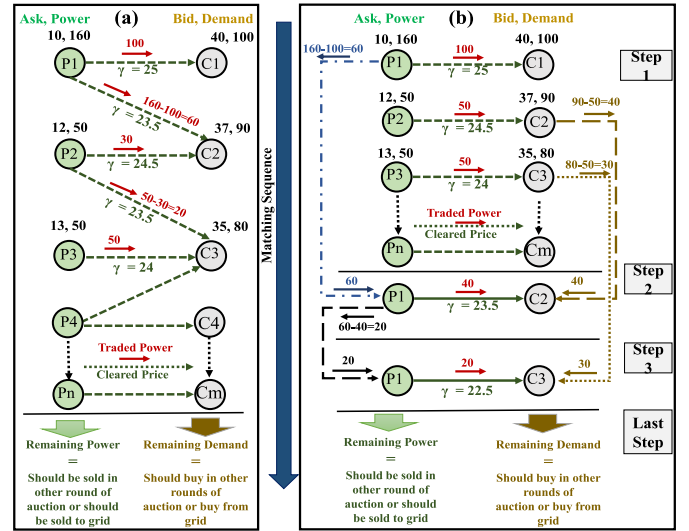 Ask, Power (a) Bid, Demand
10, 160
40, 100
100
P1
C1
γ = 25
160-100=60
γ = 23.5
12, 50
37, 90
30
P2
C2
γ = 24.5
50-30=20
γ = 23.5
13, 50
35, 80
50
P3
C3
γ = 24
P4
C4
Traded Power
Cleared Price
Pn
Cm
Remaining Power
=
Should be sold in
other round of
auction or should
be sold to grid
Remaining Demand
=
Should buy in other
rounds of
auction or buy from
grid
Matching Sequence
Ask, Power (b) Bid, Demand
10, 160
40, 100
160-100=60
100
P1
C1
γ = 25
Step
1
12, 50
37, 90
50
90-50=40
P2
C2
γ = 24.5
13, 50
35, 80
50
80-50=30
P3
C3
γ = 24
Traded Power
Cleared Price
Pn
Cm
Step
2
60
40
40
P1
C2
γ = 23.5
60-40=20
Step
3
20
20
30
P1
C3
γ = 22.5
Last
Step
Remaining Power
=
Should be sold in
other round of
auction or should
be sold to grid
Remaining Demand
=
Should buy in other
rounds of
auction or buy from
grid